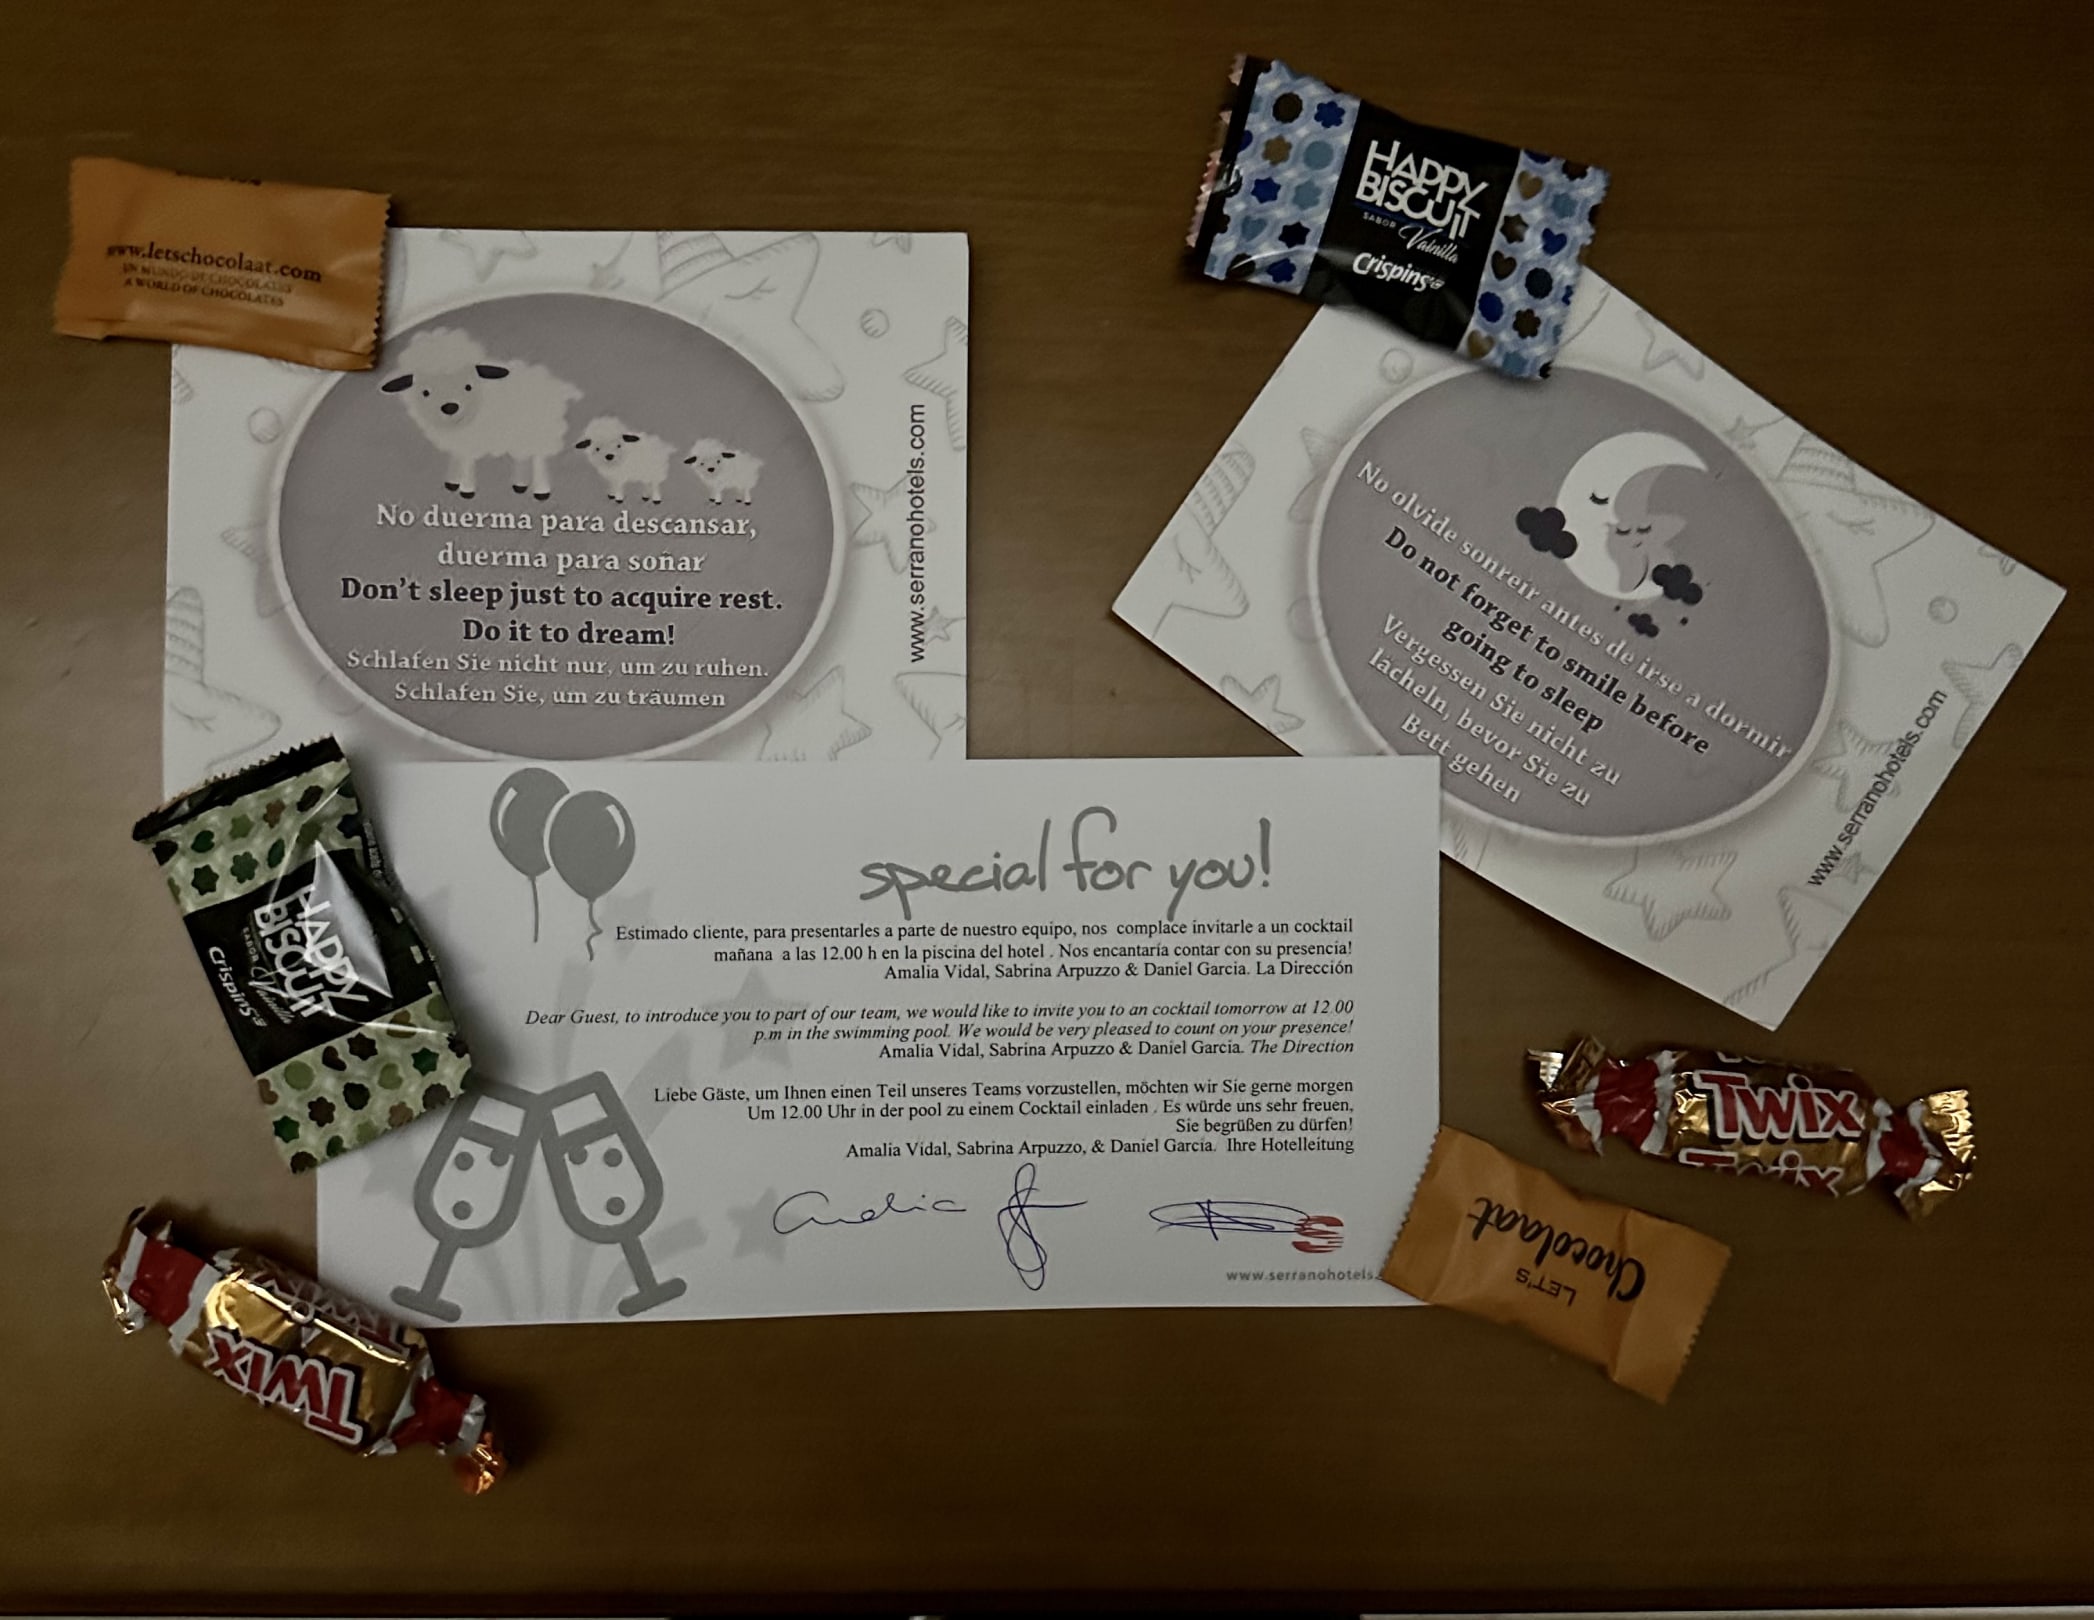 www.letschocolaat.com
UN MUNDO DE CHOCOLATES
A WORLD OF CHOCOLATES
No duerma para descansar,
duerma para soñar
Don't sleep just to acquire rest.
Do it to dream!
Schlafen Sie nicht nur, um zu ruhen.
Schlafen Sie, um zu träumen
www.serranohotels.com
HAPPY
BISCUIT
SABOR Vainilla
Crispins
No olvide sonreír antes de irse a dormir
Do not forget to smile before
going to sleep
Vergessen Sie nicht zu
lächeln, bevor Sie zu
Bett gehen
www.serranohotels.com
HAPPY
BISCUIT
SABOR Vainilla
Crispins
special for you!
Estimado cliente, para presentarles a parte de nuestro equipo, nos complace invitarle a un cocktail
mañana a las 12.00 h en la piscina del hotel . Nos encantaría contar con su presencia!
Amalia Vidal, Sabrina Arpuzzo & Daniel Garcia. La Dirección
Dear Guest, to introduce you to part of our team, we would like to invite you to an cocktail tomorrow at 12.00
p.m in the swimming pool. We would be very pleased to count on your presence!
Amalia Vidal, Sabrina Arpuzzo & Daniel Garcia. The Direction
Liebe Gäste, um Ihnen einen Teil unseres Teams vorzustellen, möchten wir Sie gerne morgen
Um 12.00 Uhr in der pool zu einem Cocktail einladen . Es würde uns sehr freuen,
Sie begrüßen zu dürfen!
Amalia Vidal, Sabrina Arpuzzo, & Daniel Garcia. Ihre Hotelleitung
Amalia
www.serranohotels.
TWIX
TWIX
LET'S
Chocolaat
TWIX
TWIX